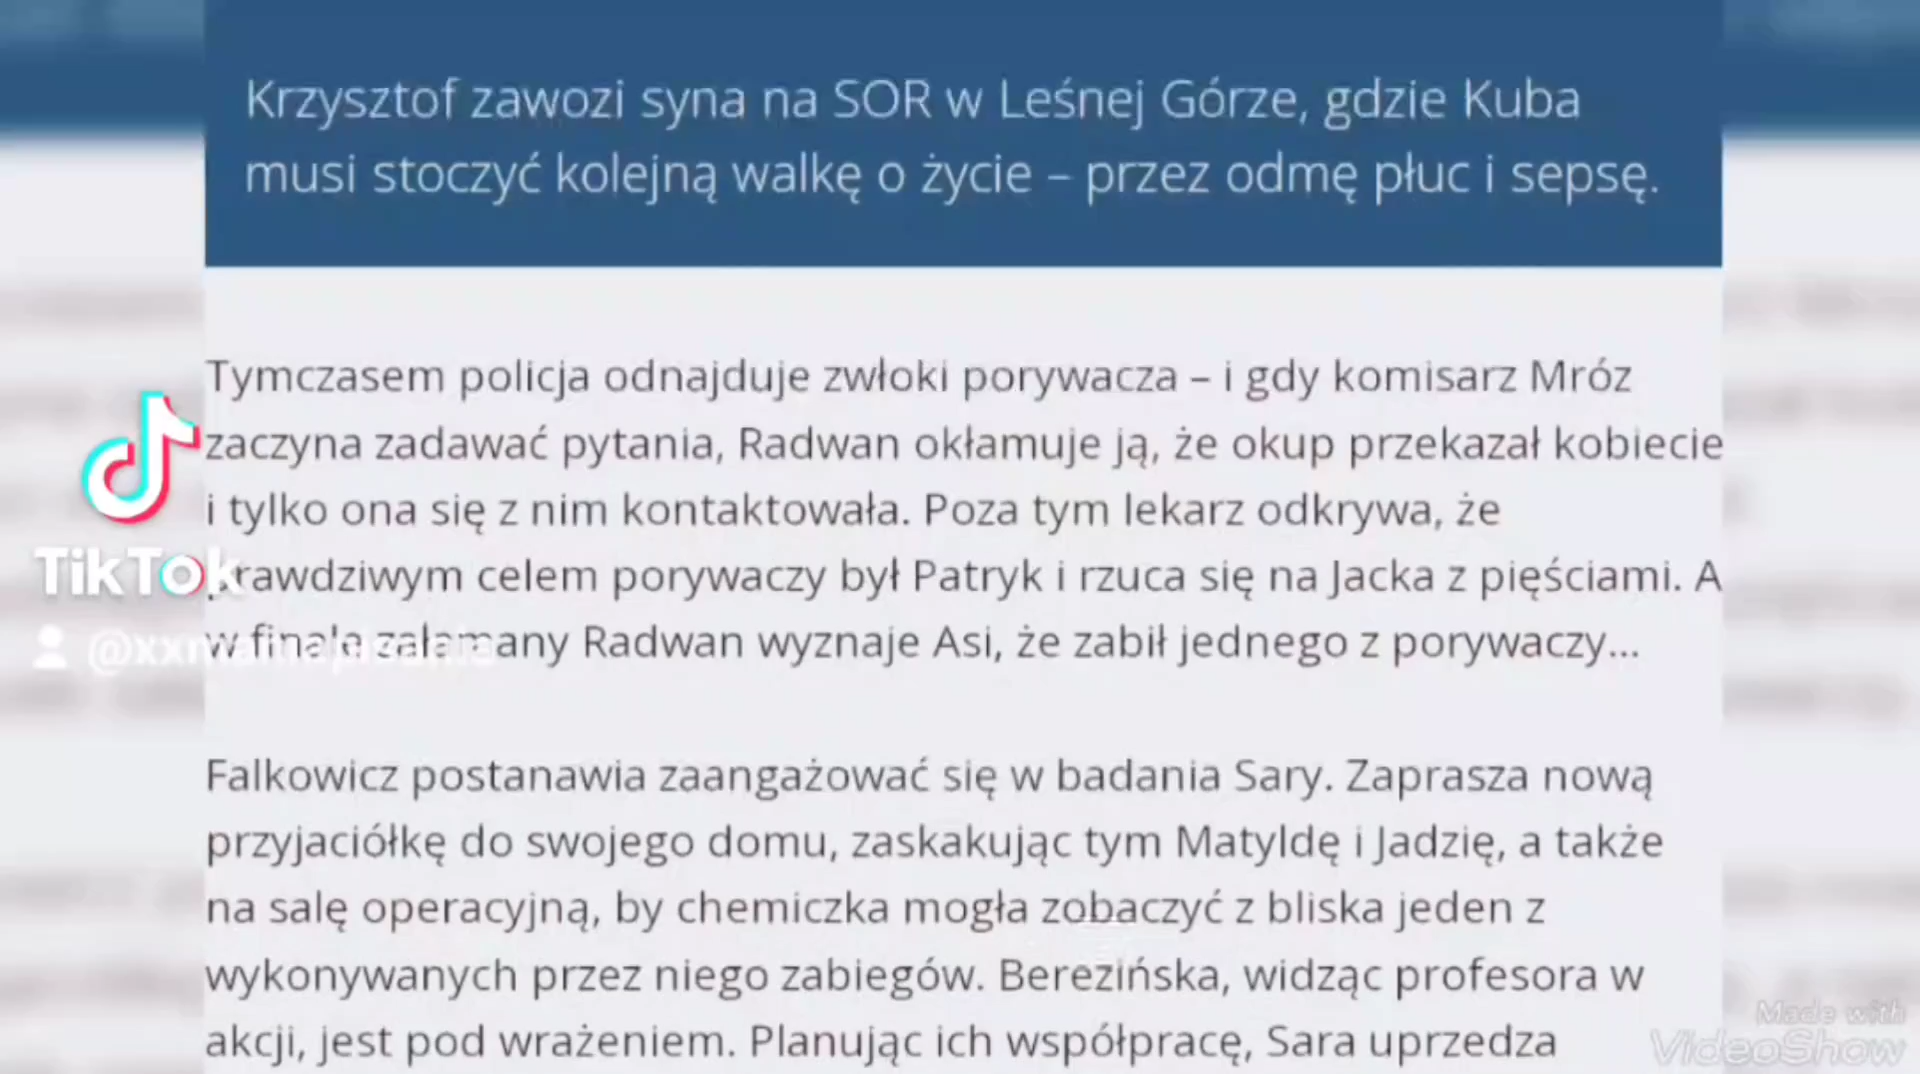 Krzysztof zawozi syna na SOR w Leśnej Górze, gdzie Kuba
musi stoczyć kolejną walkę o życie – przez odmę płuc i sepsę.
Tymczasem policja odnajduje zwłoki porywacza – i gdy komisarz Mróz
zaczyna zadawać pytania, Radwan okłamuje ją, że okup przekazał kobiecie
i tylko ona się z nim kontaktowała. Poza tym lekarz odkrywa, że
prawdziwym celem porywaczy był Patryk i rzuca się na Jacka z pięściami. A
w finale załamany Radwan wyznaje Asi, że zabił jednego z porywaczy...
Falkowicz postanawia zaangażować się w badania Sary. Zaprasza nową
przyjaciółkę do swojego domu, zaskakując tym Matyldę i Jadzię, a także
na salę operacyjną, by chemiczka mogła zobaczyć z bliska jeden z
wykonywanych przez niego zabiegów. Berezińska, widząc profesora w
akcji, jest pod wrażeniem. Planując ich współpracę, Sara uprzedza
TikTok
Made with
VideoShow